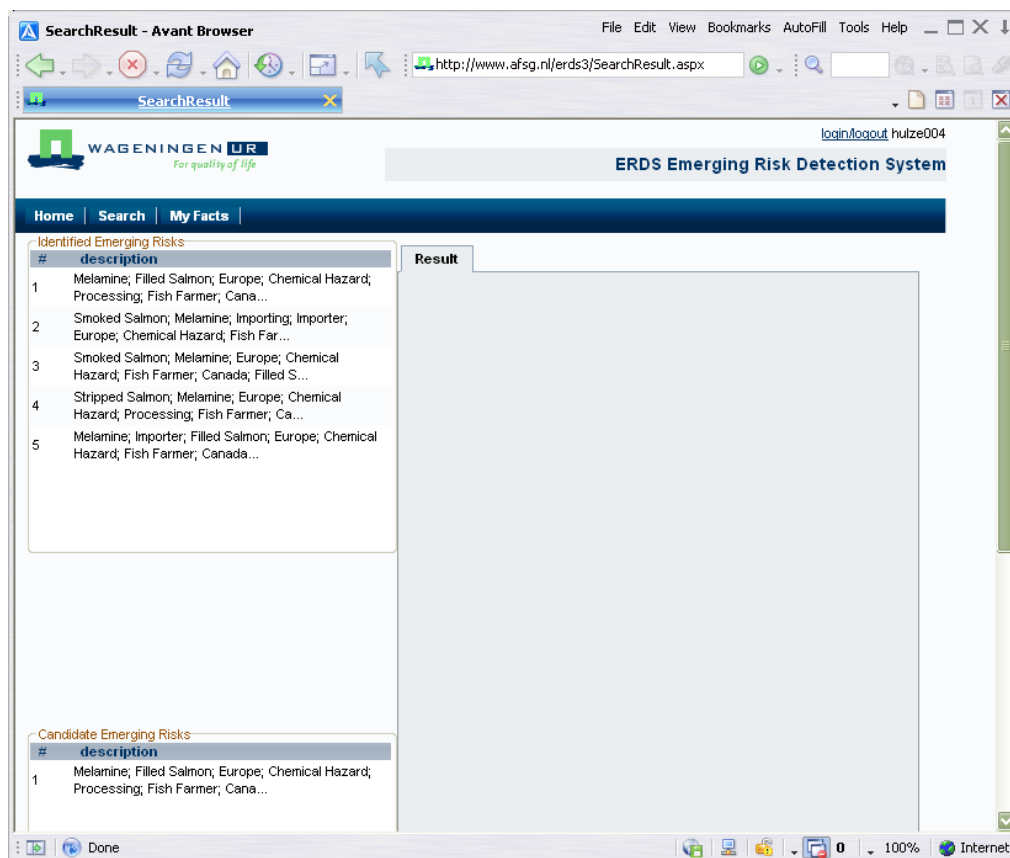 SearchResult - Avant Browser
File Edit View Bookmarks AutoFill Tools Help
http://www.afsg.nl/erds3/SearchResult.aspx
SearchResult
login/logout hulze004
WAGENINGEN UR
For quality of life
ERDS Emerging Risk Detection System
Home Search My Facts
Identified Emerging Risks
# description
1 Melamine; Filled Salmon; Europe; Chemical Hazard;
Processing; Fish Farmer; Cana...
2 Smoked Salmon; Melamine; Importing; Importer;
Europe; Chemical Hazard; Fish Far...
3 Smoked Salmon; Melamine; Europe; Chemical
Hazard; Fish Farmer; Canada; Filled S...
4 Stripped Salmon; Melamine; Europe; Chemical
Hazard; Processing; Fish Farmer; Ca...
5 Melamine; Importer; Filled Salmon; Europe; Chemical
Hazard; Fish Farmer; Canada...
Result
Candidate Emerging Risks
# description
1 Melamine; Filled Salmon; Europe; Chemical Hazard;
Processing; Fish Farmer; Cana...
Done 0 100% Internet